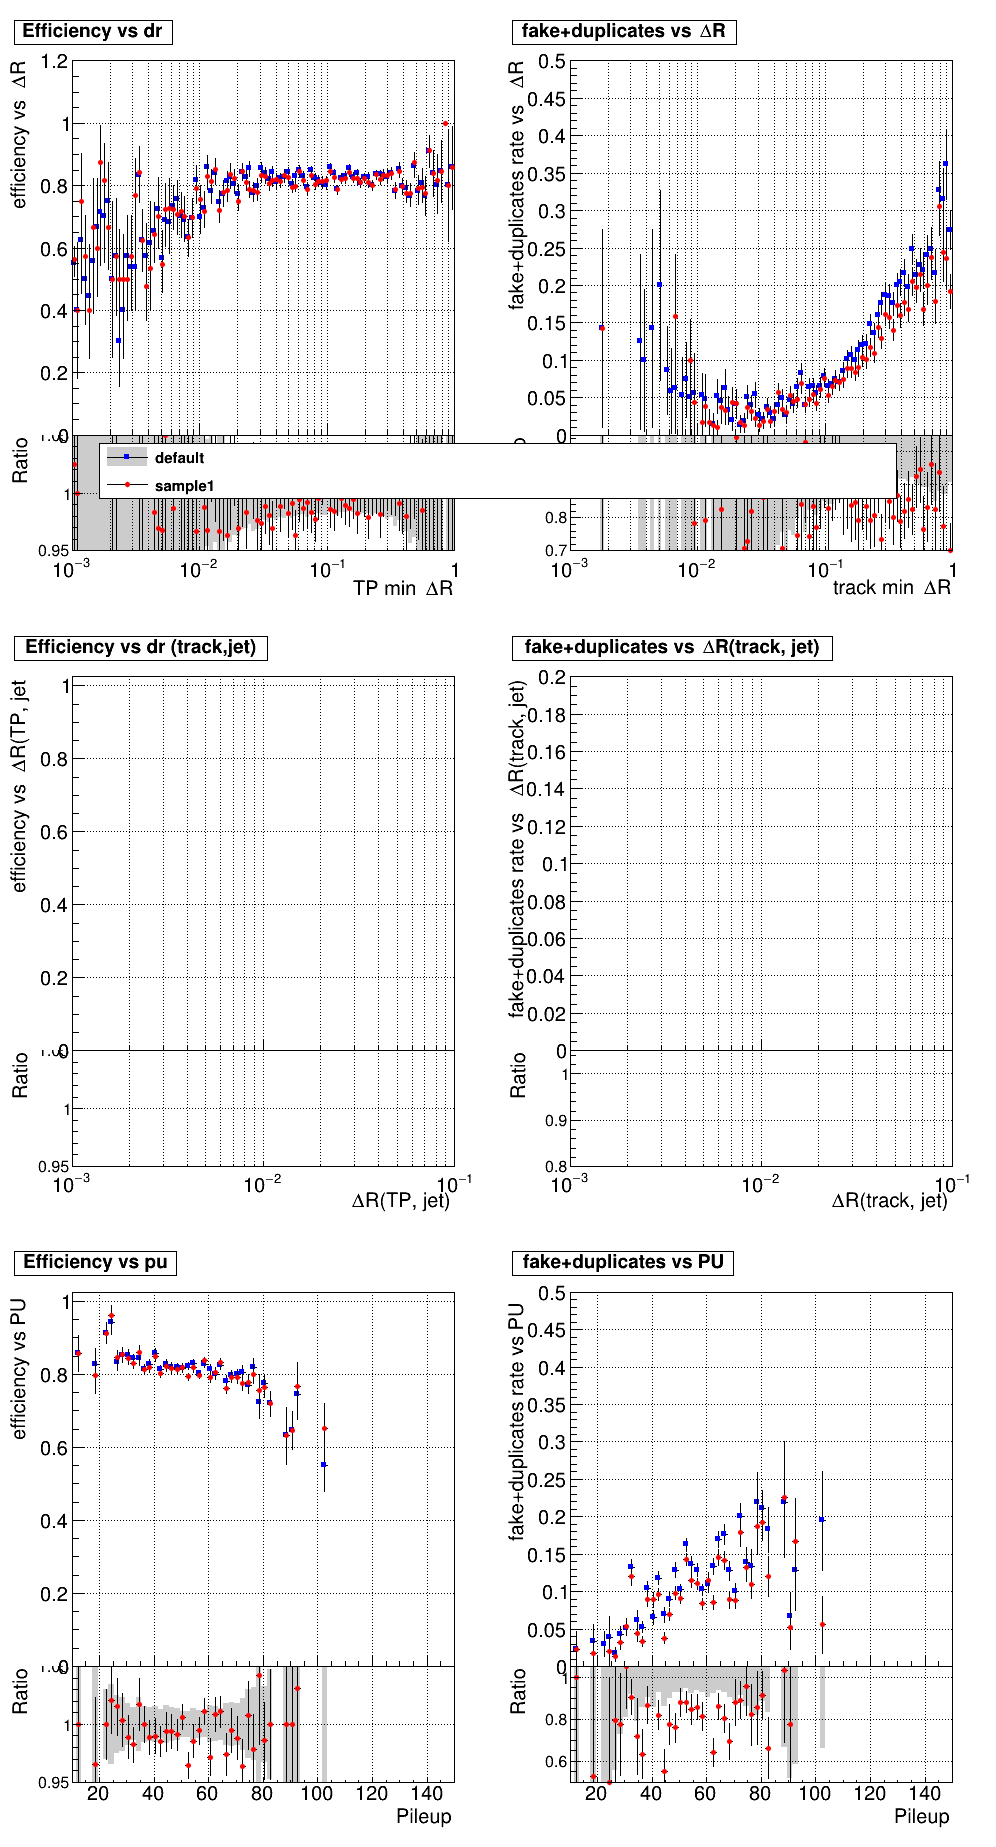 Efficiency vs dr
fake+duplicates vs ΔR
efficiency vs ΔR
1.2
1
0.8
0.6
0.4
0.2
0
Ratio
1
0.95
10⁻³
10⁻²
10⁻¹
1
TP min ΔR
fake+duplicates rate vs ΔR
0.5
0.45
0.4
0.35
0.3
0.25
0.2
0.15
0.1
0.05
0
0.8
0.7
10⁻³
10⁻²
10⁻¹
1
track min ΔR
default
sample1
Efficiency vs dr (track,jet)
fake+duplicates vs ΔR(track, jet)
efficiency vs ΔR(TP, jet
1
0.8
0.6
0.4
0.2
0
Ratio
1
0.95
10⁻³
10⁻²
10⁻¹
ΔR(TP, jet)
fake+duplicates rate vs ΔR(track, jet)
0.2
0.18
0.16
0.14
0.12
0.1
0.08
0.06
0.04
0.02
0
Ratio
1
0.9
0.8
10⁻³
10⁻²
10⁻¹
ΔR(track, jet)
Efficiency vs pu
fake+duplicates vs PU
efficiency vs PU
1
0.8
0.6
0.4
0.2
0
Ratio
1
0.95
20 40 60 80 100 120 140
Pileup
fake+duplicates rate vs PU
0.5
0.45
0.4
0.35
0.3
0.25
0.2
0.15
0.1
0.05
0
Ratio
1
0.8
0.6
20 40 60 80 100 120 140
Pileup